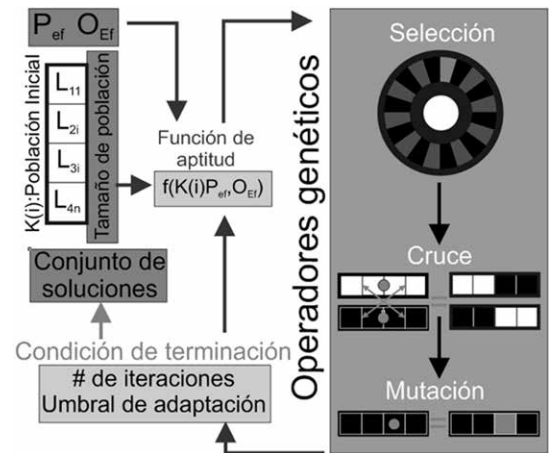 P_ef O_Ef
K(i):Población Inicial
L_11
L_2i
L_3i
L_4n
Tamaño de población
Función de
aptitud
f(K(i)P_ef,O_Ef)
Conjunto de
soluciones
Condición de terminación
# de iteraciones
Umbral de adaptación
Operadores genéticos
Selección
Cruce
=
=
Mutación
=